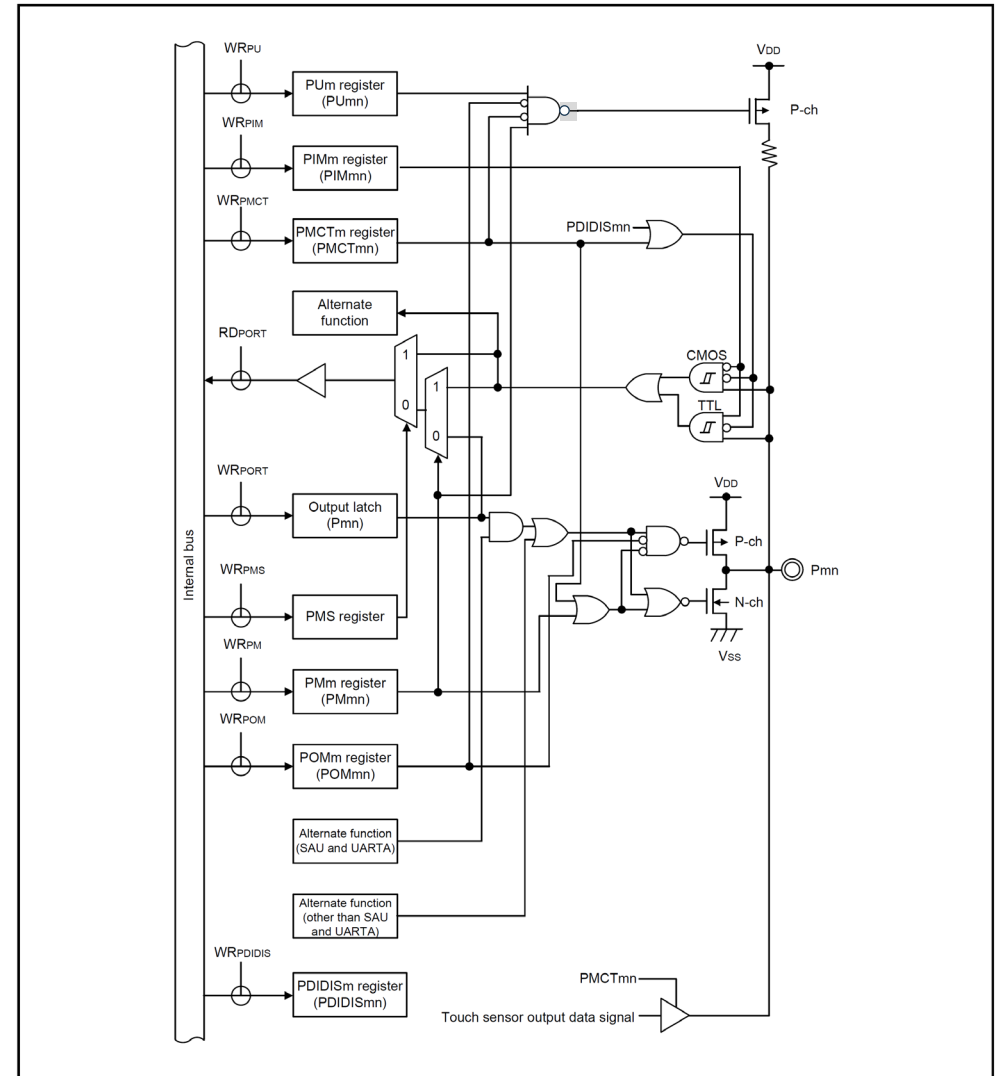 WRPU
VDD
PUm register
(PUmn)
P-ch
WRPIM
PIMm register
(PIMmn)
WRPMCT
PMCTm register
(PMCTmn)
PDIDISmn
Alternate
function
RDPORT
1
0
1
0
CMOS
TTL
WRPORT
Output latch
(Pmn)
VDD
P-ch
Pmn
Internal bus
WRPMS
PMS register
N-ch
VSS
WRPM
PMm register
(PMmn)
WRPOM
POMm register
(POMmn)
Alternate function
(SAU and UARTA)
Alternate function
(other than SAU
and UARTA)
WRPDIDIS
PDIDISm register
(PDIDISmn)
PMCTmn
Touch sensor output data signal